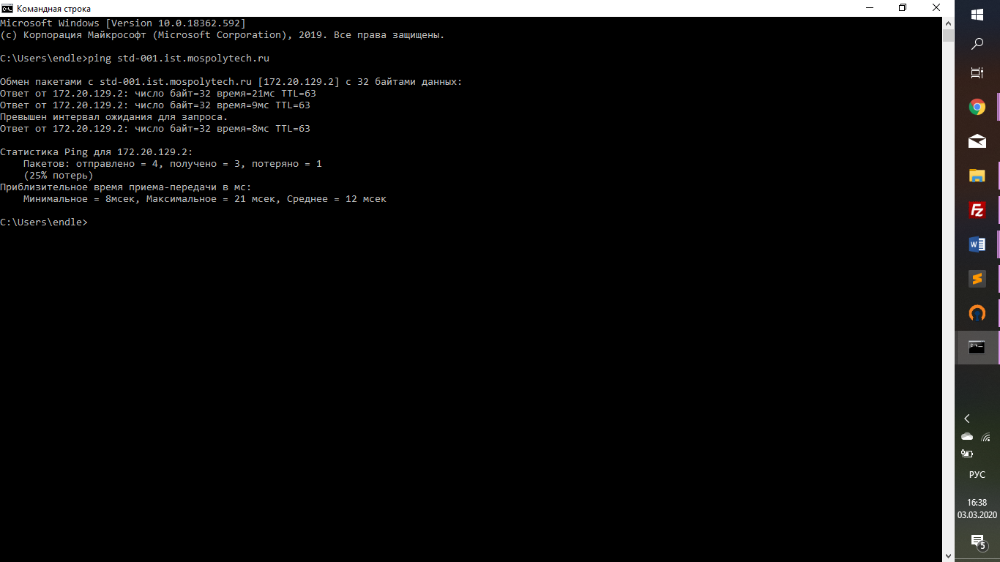 Командная строка
Microsoft Windows [Version 10.0.18362.592]
(c) Корпорация Майкрософт (Microsoft Corporation), 2019. Все права защищены.
C:\Users\endle>ping std-001.ist.mospolytech.ru
Обмен пакетами с std-001.ist.mospolytech.ru [172.20.129.2] с 32 байтами данных:
Ответ от 172.20.129.2: число байт=32 время=21мс TTL=63
Ответ от 172.20.129.2: число байт=32 время=9мс TTL=63
Превышен интервал ожидания для запроса.
Ответ от 172.20.129.2: число байт=32 время=8мс TTL=63
Статистика Ping для 172.20.129.2:
Пакетов: отправлено = 4, получено = 3, потеряно = 1
(25% потерь)
Приблизительное время приема-передачи в мс:
Минимальное = 8мсек, Максимальное = 21 мсек, Среднее = 12 мсек
C:\Users\endle>
РУС
16:38
03.03.2020
5